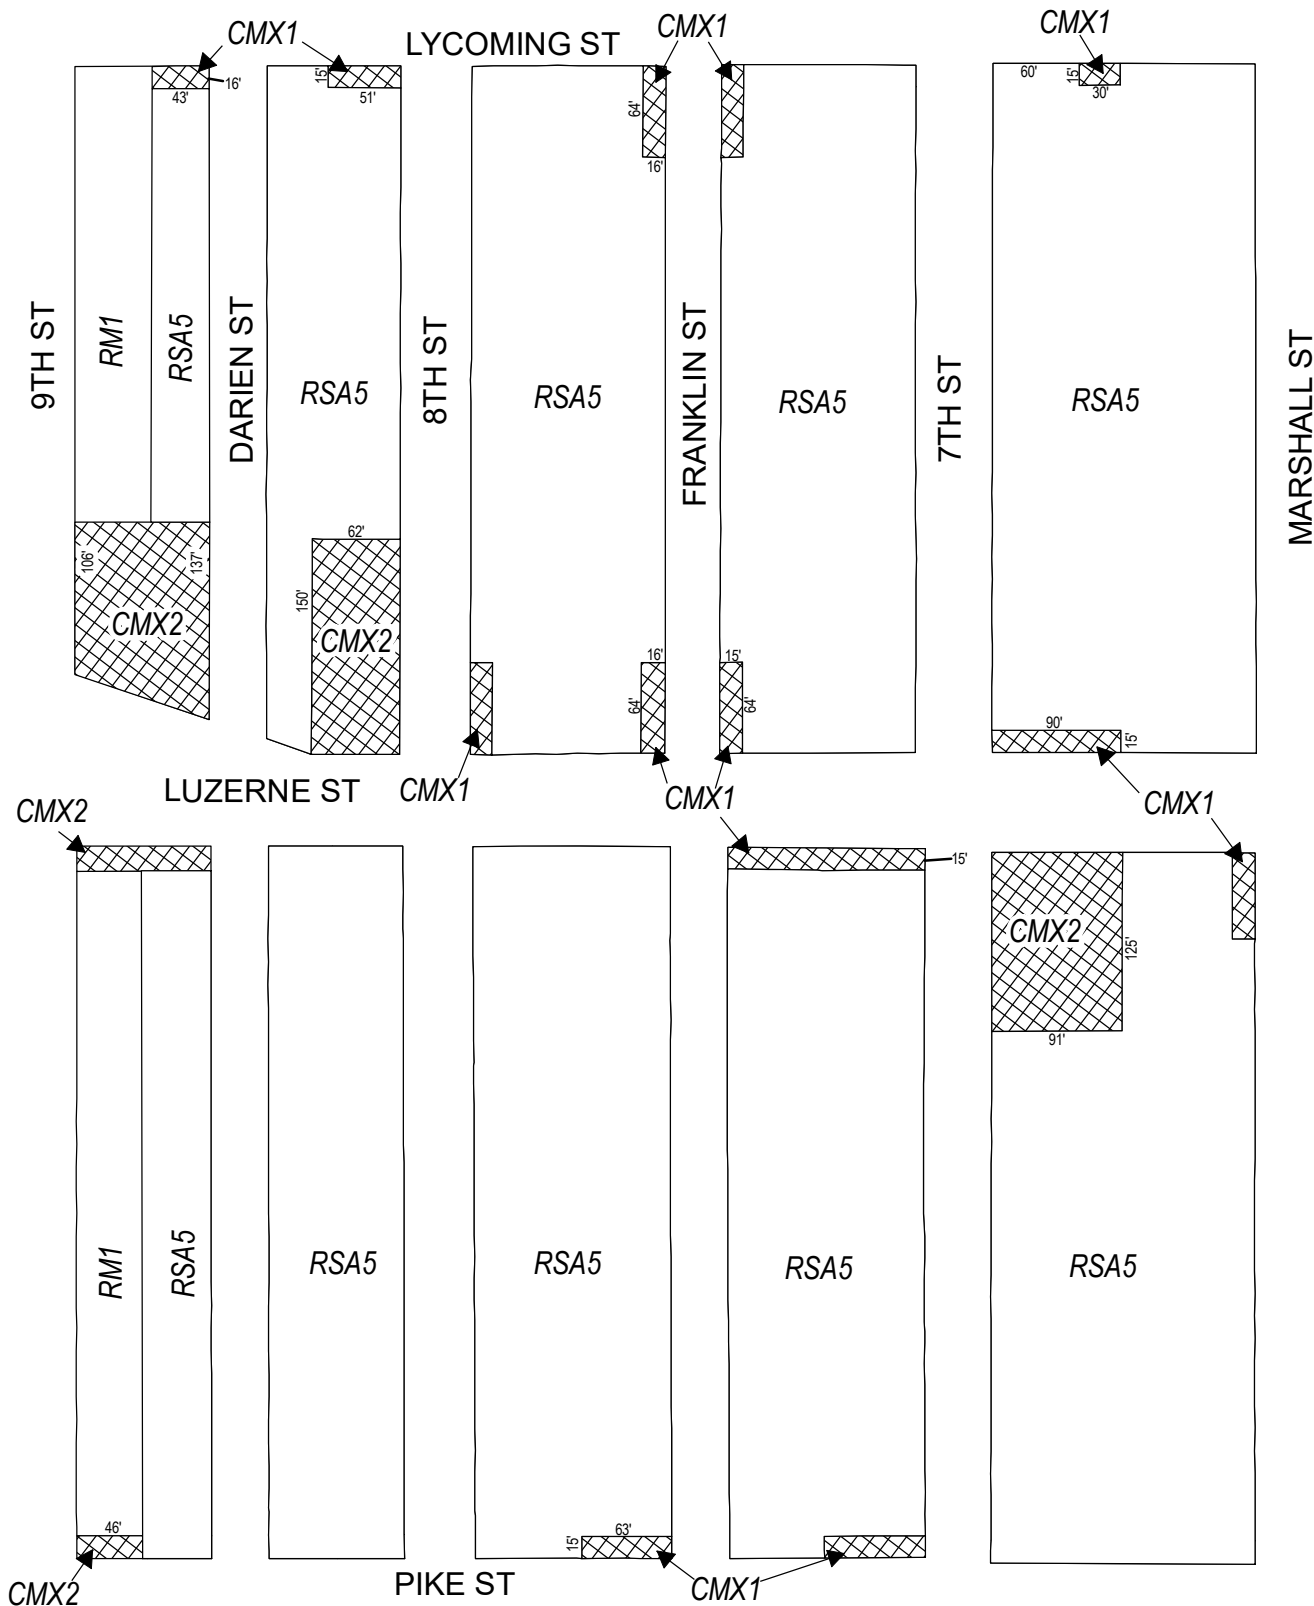 CMX1
LYCOMING ST
CMX1
CMX1
16'
43'
15'
51'
64'
16'
60'
15'
30'
9TH ST
RM1
RSA5
DARIEN ST
RSA5
8TH ST
RSA5
FRANKLIN ST
RSA5
7TH ST
RSA5
MARSHALL ST
106'
137'
CMX2
62'
150'
CMX2
16'
64'
15'
64'
90'
15'
LUZERNE ST
CMX1
CMX1
CMX1
CMX2
15'
CMX2
125'
91'
RM1
RSA5
RSA5
RSA5
RSA5
RSA5
46'
15'
63'
CMX2
PIKE ST
CMX1